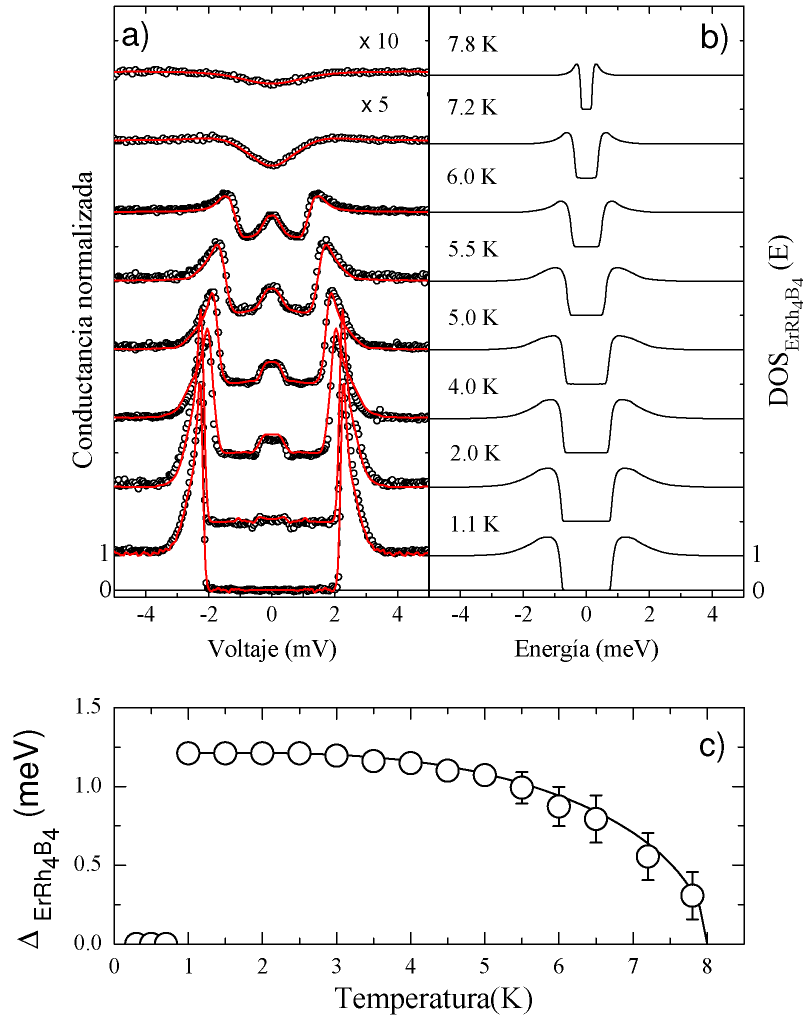 a)
x 10
x 5
Conductancia normalizada
1
0
-4 -2 0 2 4
Voltaje (mV)
b)
7.8 K
7.2 K
6.0 K
5.5 K
5.0 K
4.0 K
2.0 K
1.1 K
DOS ErRh4B4 (E)
1
0
-4 -2 0 2 4
Energía (meV)
c)
Δ ErRh4B4 (meV)
1.5
1.0
0.5
0.0
0 1 2 3 4 5 6 7 8
Temperatura(K)